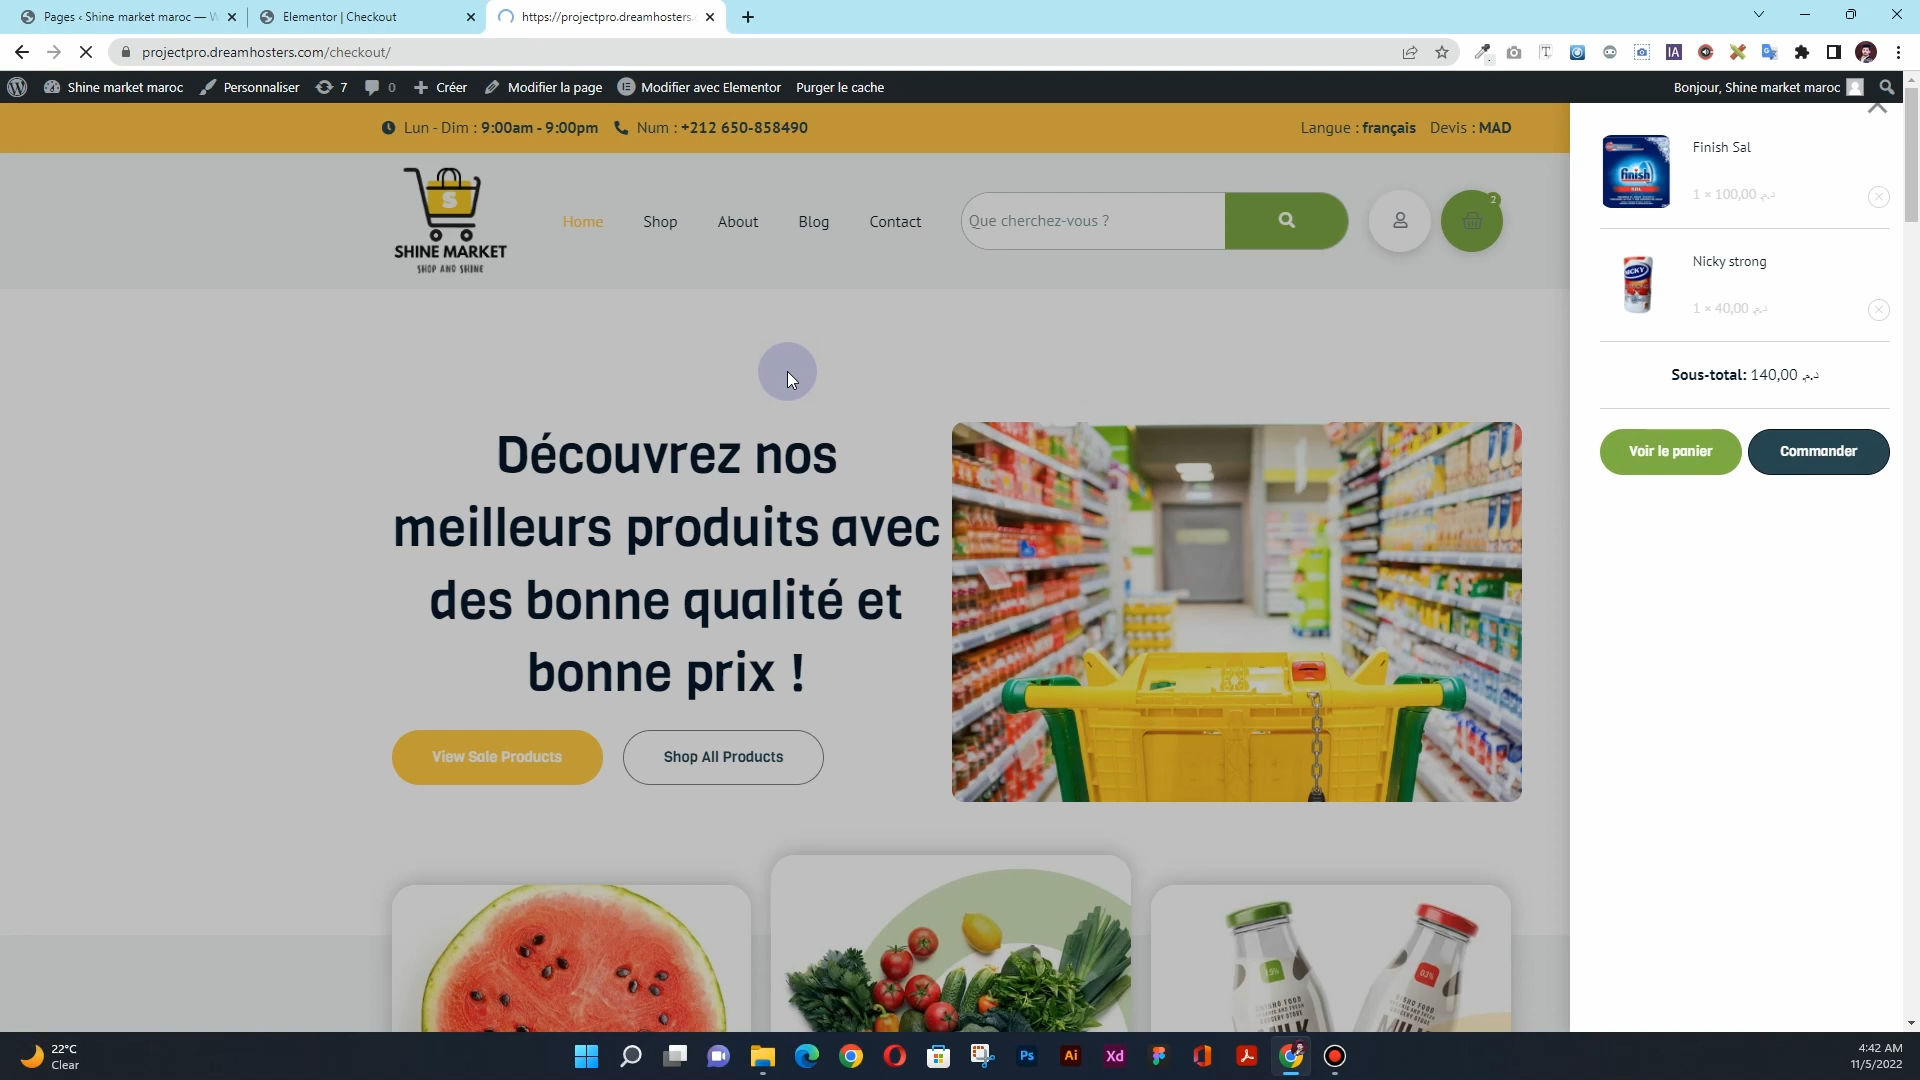 Pages ‹ Shine market maroc — W
Elementor | Checkout
https://projectpro.dreamhosters.
projectpro.dreamhosters.com/checkout/
Shine market maroc
Personnaliser
7
0
Créer
Modifier la page
Modifier avec Elementor
Purger le cache
Bonjour, Shine market maroc
Lun - Dim : 9:00am - 9:00pm
Num : +212 650-858490
Langue : français
Devis : MAD
S
SHINE MARKET
SHOP AND SHINE
Home
Shop
About
Blog
Contact
Que cherchez-vous ?
2
Finish Sal
finish
1 × 100,00 د.م.
Nicky strong
NICKY
1 × 40,00 د.م.
Sous-total: 140,00 د.م.
Voir le panier
Commander
Découvrez nos
meilleurs produits avec
des bonne qualité et
bonne prix !
View Sale Products
Shop All Products
22°C
Clear
Ps
Ai
Xd
4:42 AM
11/5/2022